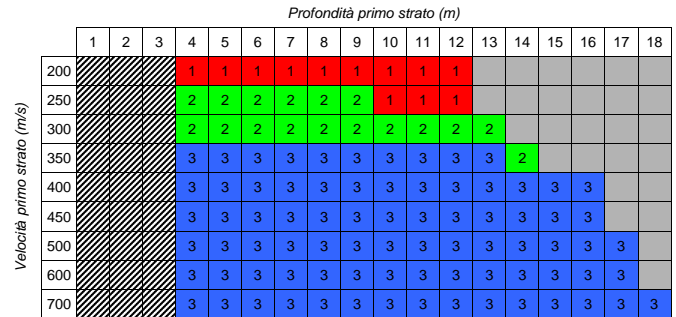 Profondità primo strato (m)
1 2 3 4 5 6 7 8 9 10 11 12 13 14 15 16 17 18
Velocità primo strato (m/s)
200 1 1 1 1 1 1 1 1 1
250 2 2 2 2 2 2 1 1 1
300 2 2 2 2 2 2 2 2 2 2
350 3 3 3 3 3 3 3 3 3 3 2
400 3 3 3 3 3 3 3 3 3 3 3 3 3
450 3 3 3 3 3 3 3 3 3 3 3 3 3
500 3 3 3 3 3 3 3 3 3 3 3 3 3 3
600 3 3 3 3 3 3 3 3 3 3 3 3 3 3
700 3 3 3 3 3 3 3 3 3 3 3 3 3 3 3